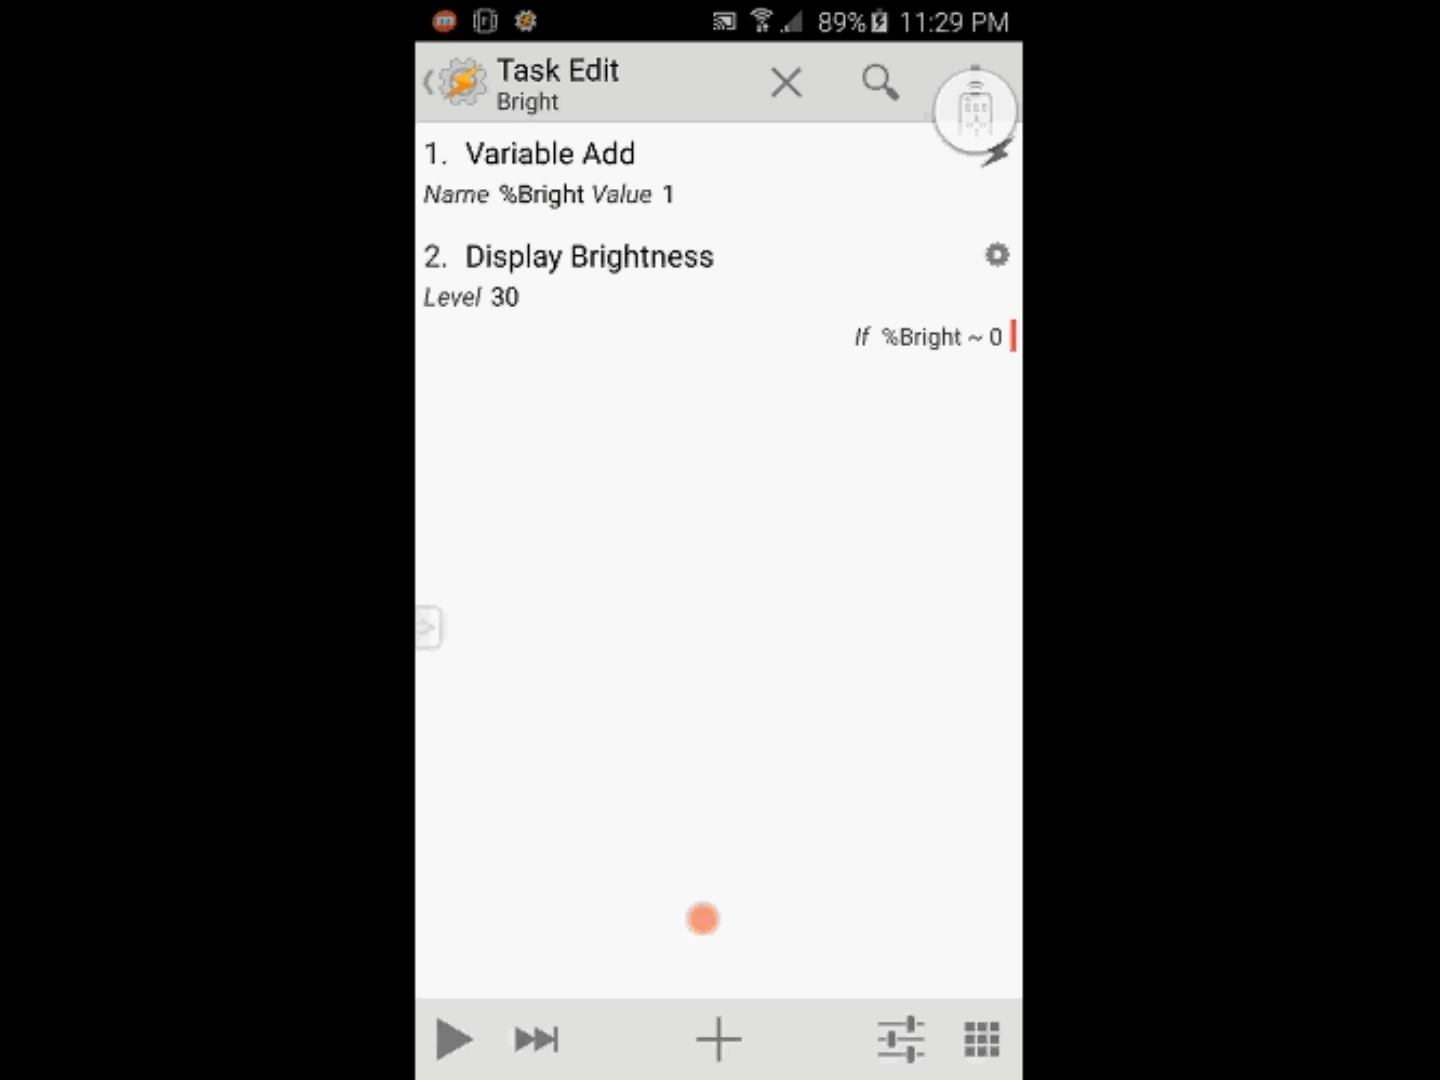 89% 11:29 PM
Task Edit
Bright
1. Variable Add
Name %Bright Value 1
2. Display Brightness
Level 30
If %Bright ~ 0